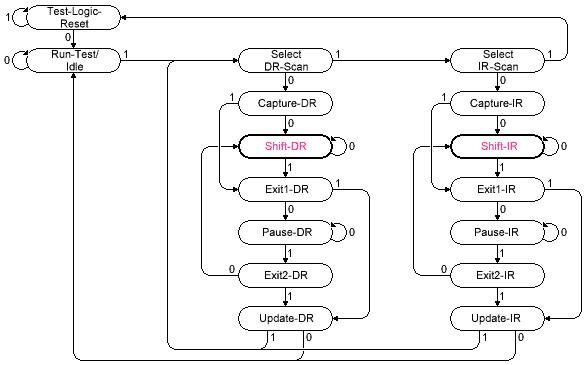 Test-Logic-
Reset
1
0
Run-Test/
Idle
0
1
Select
DR-Scan
1
0
Select
IR-Scan
1
0
Capture-DR
1
0
Capture-IR
1
0
Shift-DR
0
1
Shift-IR
0
1
Exit1-DR
1
0
Exit1-IR
1
0
Pause-DR
0
1
Pause-IR
0
1
Exit2-DR
0
1
Exit2-IR
0
1
Update-DR
1
0
Update-IR
1
0